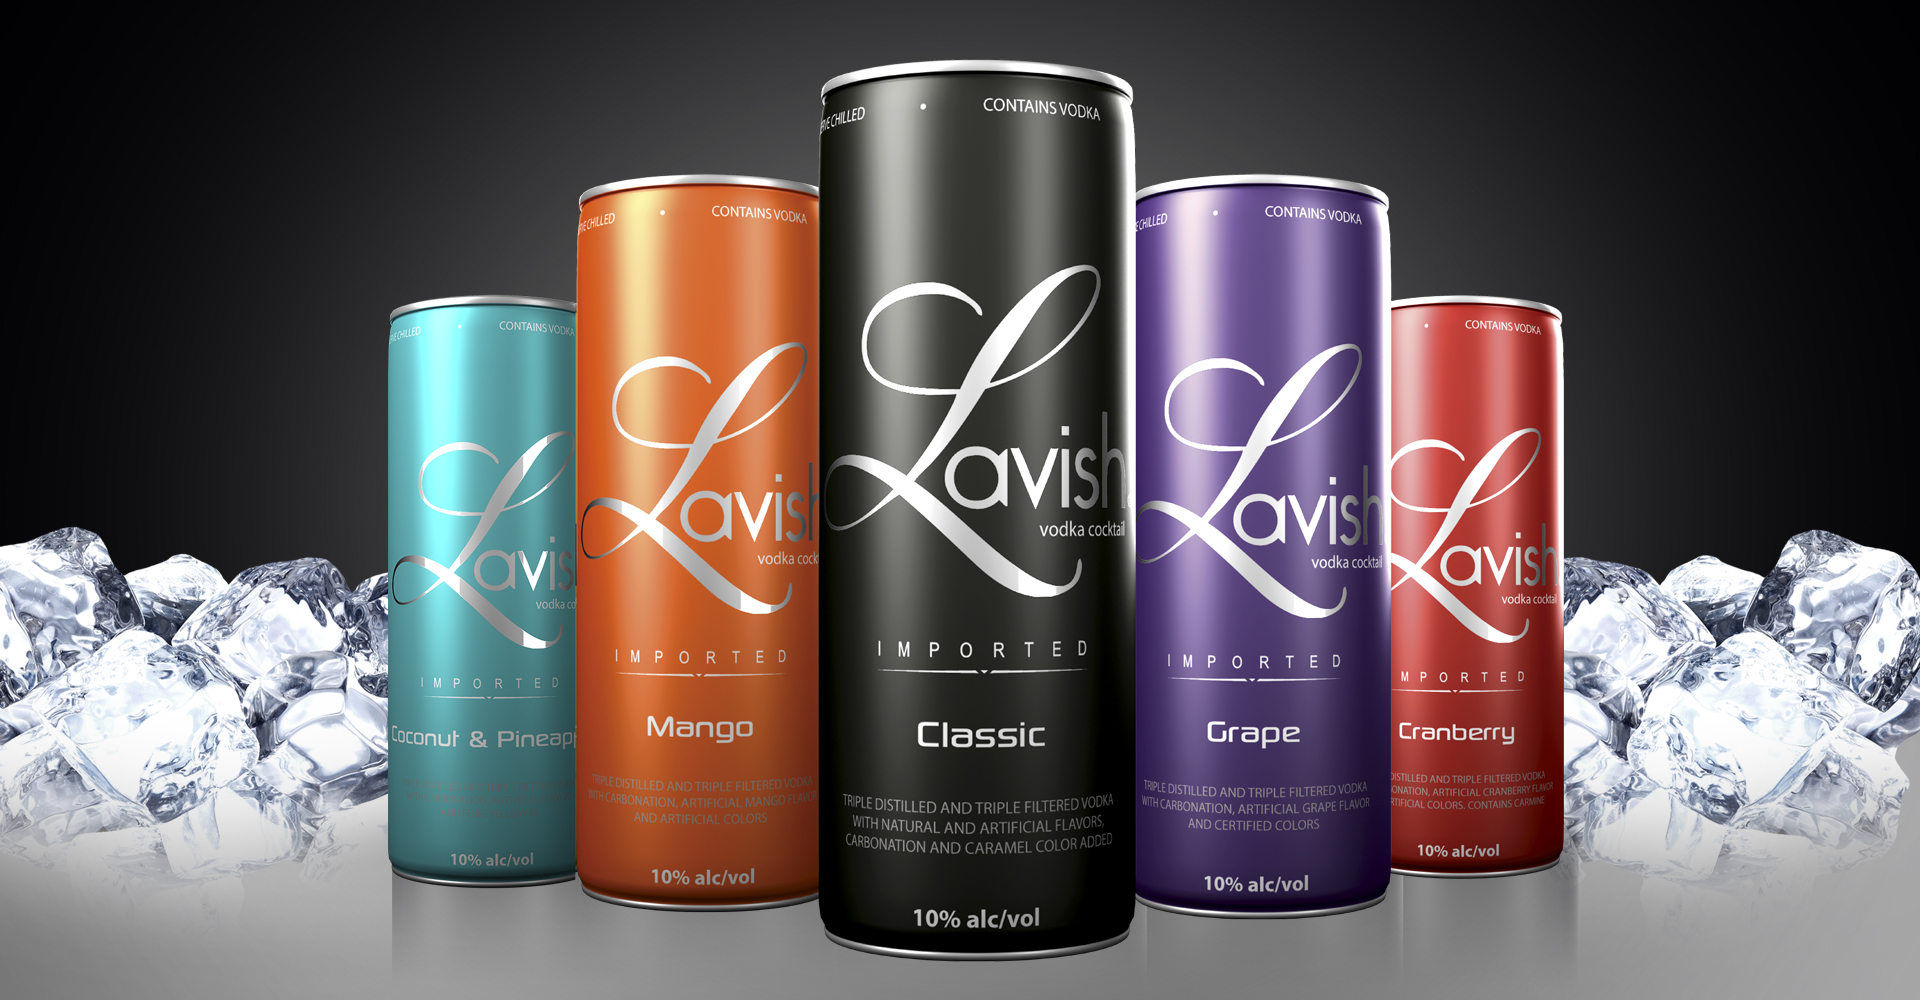 CHILLED • CONTAINS VODKA
Lavis
vodka
IMPORTED
Coconut & Pineapp
10% alc/vol
CHILLED • CONTAINS VODKA
Lavish
vodka cockt
IMPORTED
Mango
TRIPLE DISTILLED AND TRIPLE FILTERED VODKA
WITH CARBONATION, ARTIFICIAL MANGO FLAVOR
AND ARTIFICIAL COLORS
10% alc/vol
CHILLED • CONTAINS VODKA
Lavish
vodka cocktail
IMPORTED
Classic
TRIPLE DISTILLED AND TRIPLE FILTERED VODKA
WITH NATURAL AND ARTIFICIAL FLAVORS,
CARBONATION AND CARAMEL COLOR ADDED
10% alc/vol
CHILLED • CONTAINS VODKA
Lavish
vodka cocktail
IMPORTED
Grape
TRIPLE DISTILLED AND TRIPLE FILTERED VODKA
WITH CARBONATION, ARTIFICIAL GRAPE FLAVOR
AND CERTIFIED COLORS
10% alc/vol
• CONTAINS VODKA
Lavish
vodka cocktail
MPORTED
Cranberry
DISTILLED AND TRIPLE FILTERED VODKA
ONATION, ARTIFICIAL CRANBERRY FLAVOR
RTIFICIAL COLORS. CONTAINS CARMINE
10% alc/vol